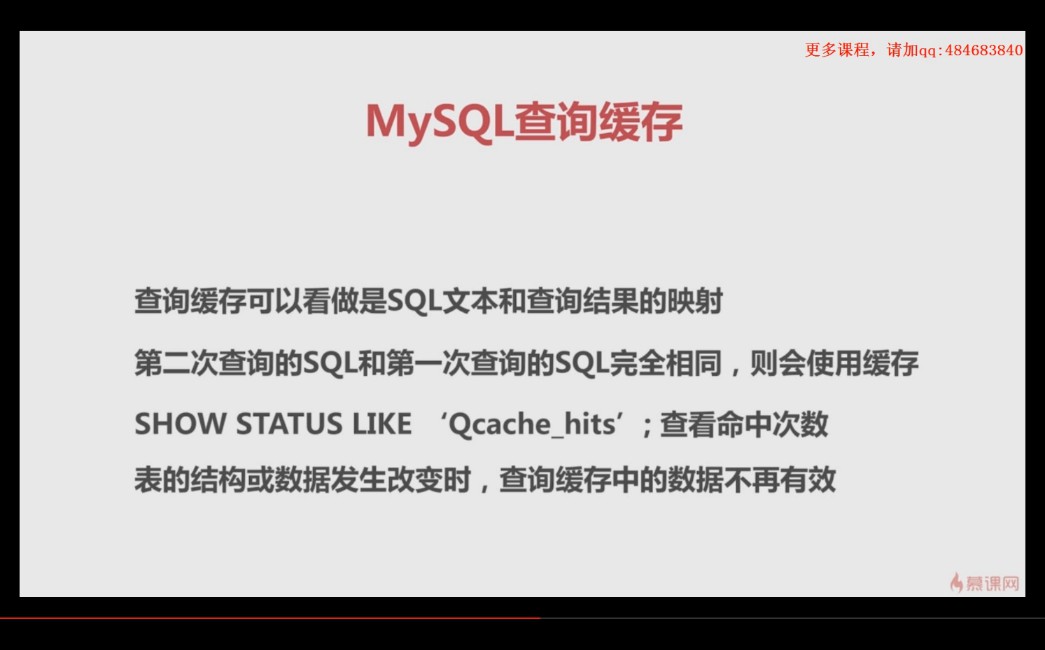 更多课程，请加qq:484683840
MySQL查询缓存
查询缓存可以看做是SQL文本和查询结果的映射
第二次查询的SQL和第一次查询的SQL完全相同，则会使用缓存
SHOW STATUS LIKE ‘Qcache_hits’；查看命中次数
表的结构或数据发生改变时，查询缓存中的数据不再有效
慕课网